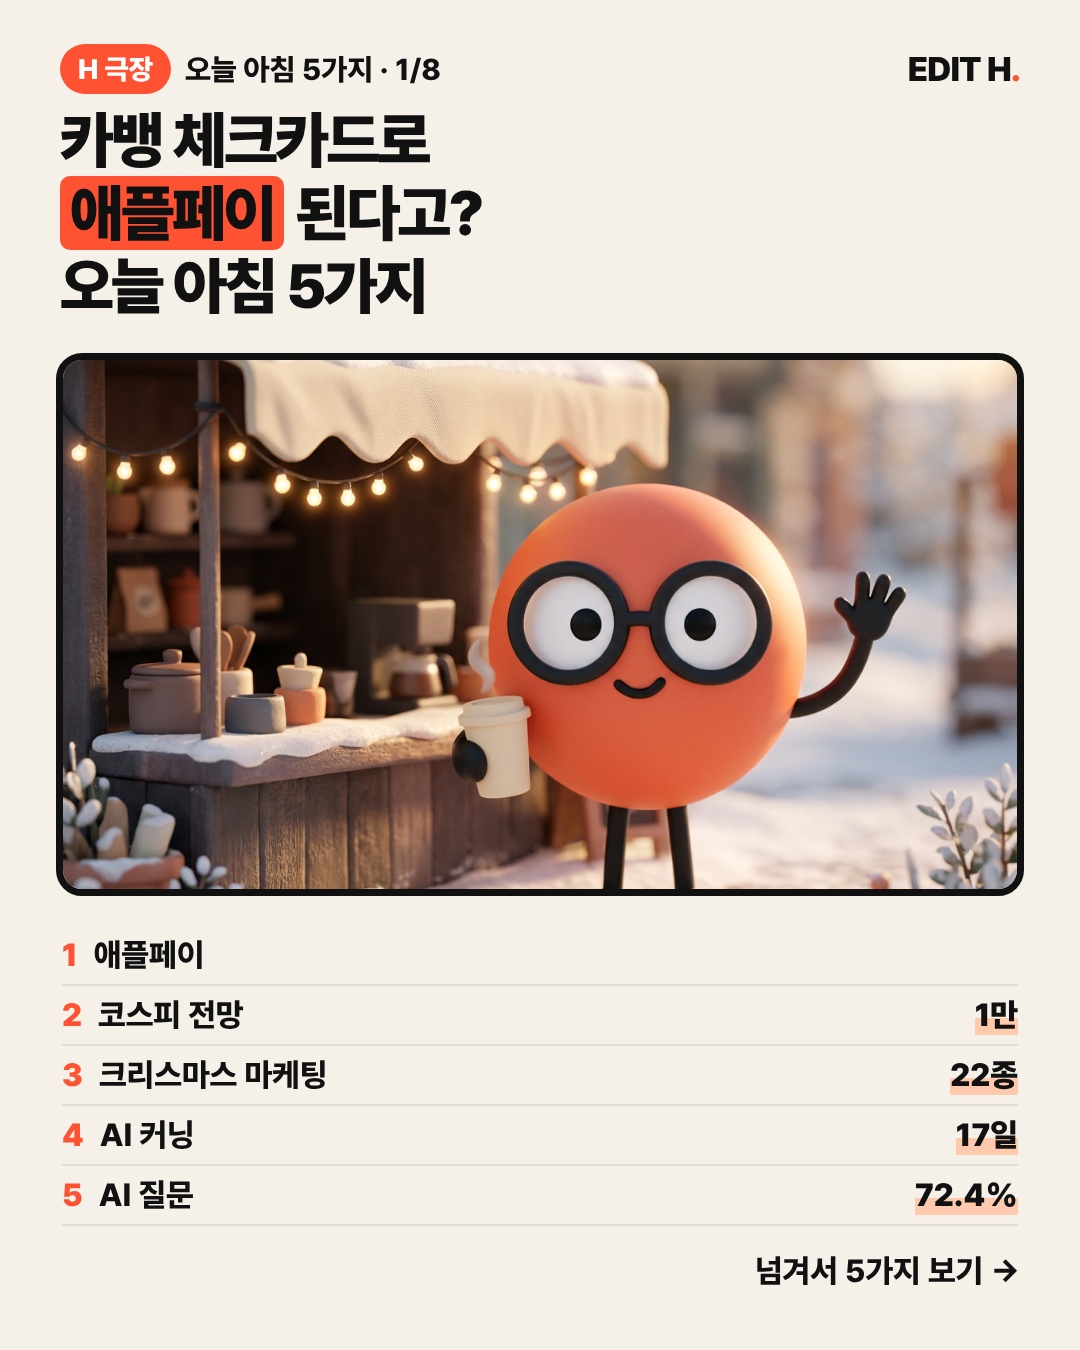 H 극장 오늘 아침 5가지 · 1/8
EDIT H.
카뱅 체크카드로
애플페이 된다고?
오늘 아침 5가지
1 애플페이
2 코스피 전망 1만
3 크리스마스 마케팅 22종
4 AI 커닝 17일
5 AI 질문 72.4%
넘겨서 5가지 보기 →